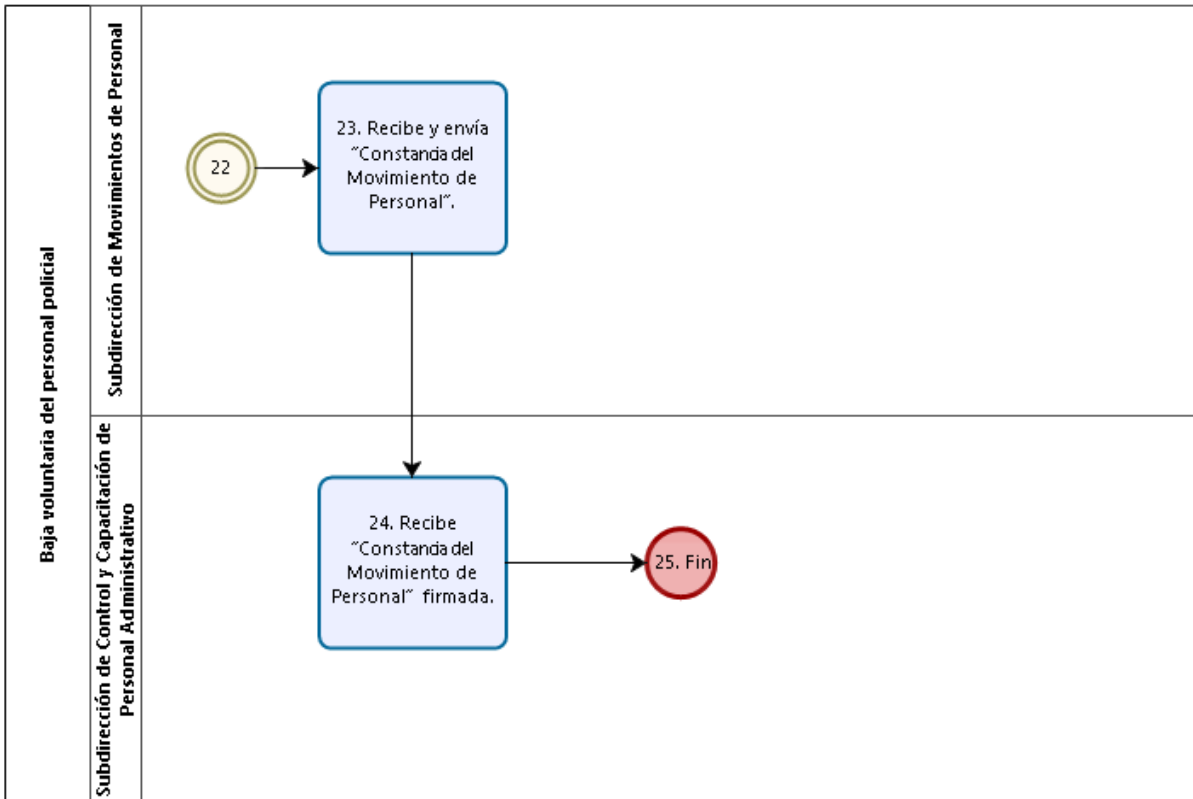 Baja voluntaria del personal policial
Subdirección de Movimientos de Personal
22
23. Recibe y envía
"Constancia del
Movimiento de
Personal".
Subdirección de Control y Capacitación de
Personal Administrativo
24. Recibe
"Constancia del
Movimiento de
Personal" firmada.
25. Fin